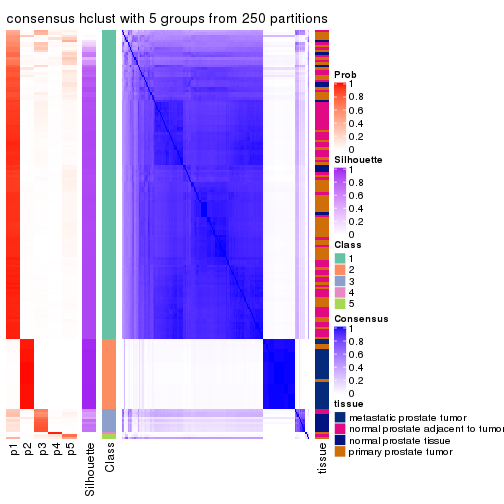 consensus hclust with 5 groups from 250 partitions
Prob
1
0.8
0.6
0.4
0.2
0
Silhouette
1
0.8
0.6
0.4
0.2
0
Class
1
2
3
4
5
Consensus
1
0.8
0.6
0.4
0.2
0
tissue
metastatic prostate tumor
normal prostate adjacent to tumor
normal prostate tissue
primary prostate tumor
p1
p2
p3
p4
p5
Silhouette
Class
tissue